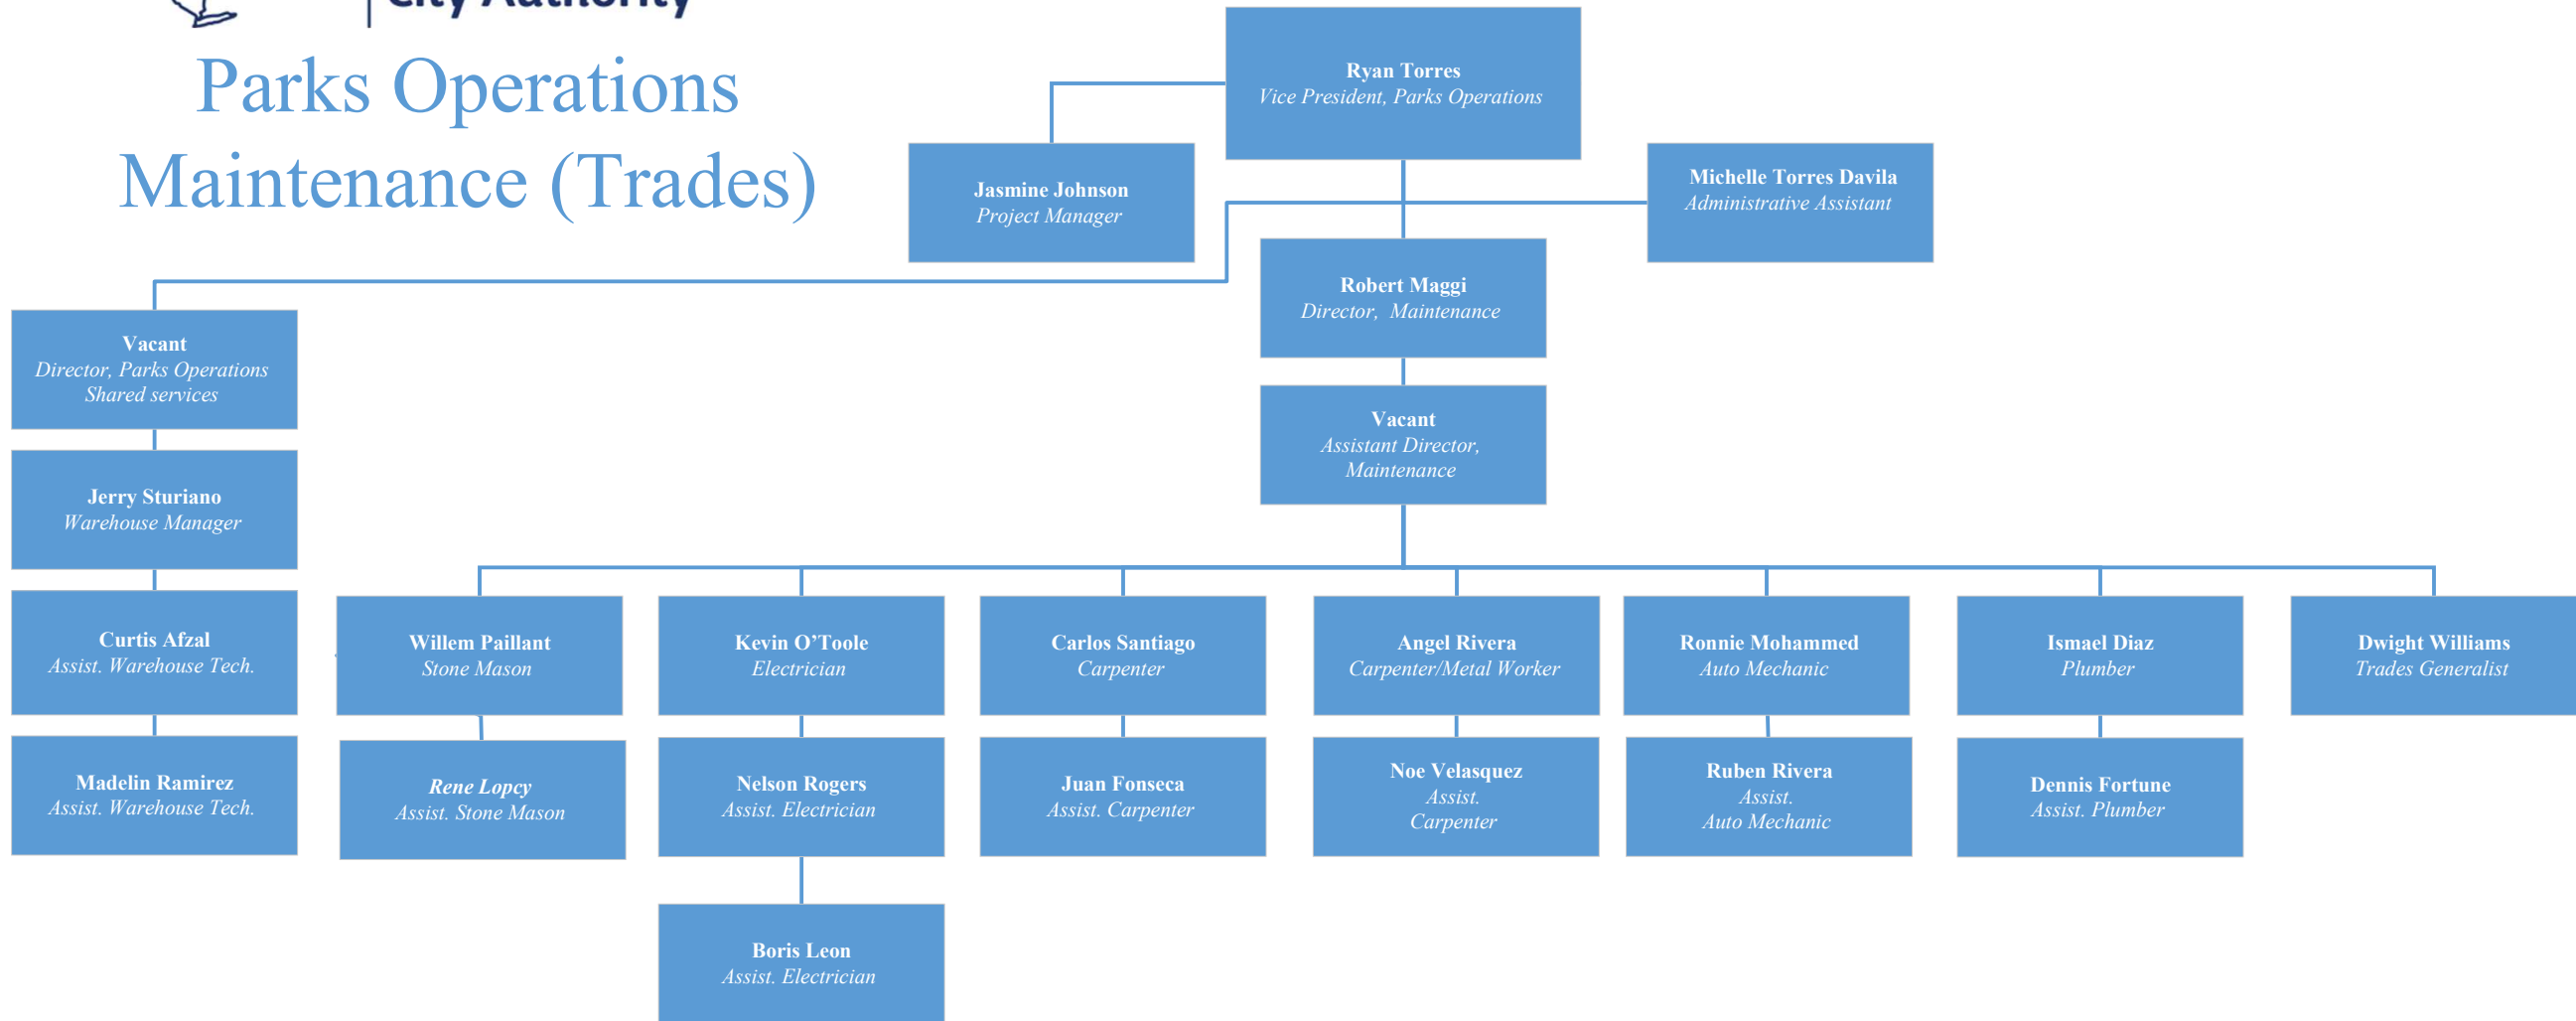 City Authority
Parks Operations
Maintenance (Trades)
Ryan Torres
Vice President, Parks Operations
Jasmine Johnson
Project Manager
Michelle Torres Davila
Administrative Assistant
Robert Maggi
Director,  Maintenance
Vacant
Director, Parks Operations
Shared services
Vacant
Assistant Director,
Maintenance
Jerry Sturiano
Warehouse Manager
Curtis Afzal
Assist. Warehouse Tech.
Willem Paillant
Stone Mason
Kevin O’Toole
Electrician
Carlos Santiago
Carpenter
Angel Rivera
Carpenter/Metal Worker
Ronnie Mohammed
Auto Mechanic
Ismael Diaz
Plumber
Dwight Williams
Trades Generalist
Madelin Ramirez
Assist. Warehouse Tech.
Rene Lopcy
Assist. Stone Mason
Nelson Rogers
Assist. Electrician
Juan Fonseca
Assist. Carpenter
Noe Velasquez
Assist.
Carpenter
Ruben Rivera
Assist.
Auto Mechanic
Dennis Fortune
Assist. Plumber
Boris Leon
Assist. Electrician